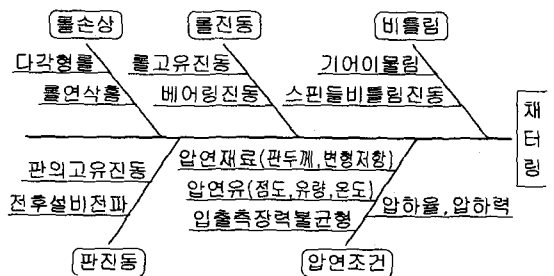 롤손상
롤진동
비틀림
다각형롤
롤고유진동
기어이물림
롤연삭홈
베어링진동
스핀들비틀림진동
채터링
판의고유진동
압연재료(판두께,변형저항)
전후설비전파
압연유(점도,유량,온도)
입출측장력불균형
압하율,압하력
판진동
압연조건